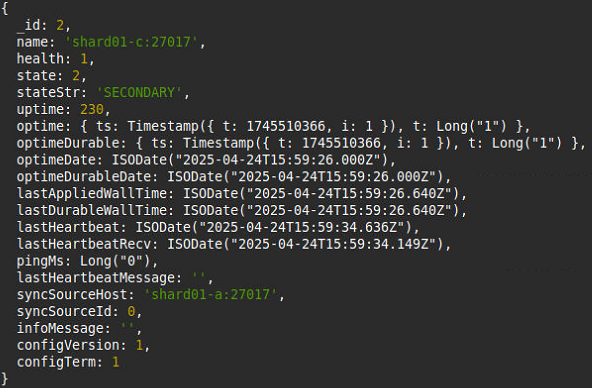 {
  _id: 2,
  name: 'shard01-c:27017',
  health: 1,
  state: 2,
  stateStr: 'SECONDARY',
  uptime: 230,
  optime: { ts: Timestamp({ t: 1745510366, i: 1 }), t: Long("1") },
  optimeDurable: { ts: Timestamp({ t: 1745510366, i: 1 }), t: Long("1") },
  optimeDate: ISODate("2025-04-24T15:59:26.000Z"),
  optimeDurableDate: ISODate("2025-04-24T15:59:26.000Z"),
  lastAppliedWallTime: ISODate("2025-04-24T15:59:26.640Z"),
  lastDurableWallTime: ISODate("2025-04-24T15:59:26.640Z"),
  lastHeartbeat: ISODate("2025-04-24T15:59:34.636Z"),
  lastHeartbeatRecv: ISODate("2025-04-24T15:59:34.149Z"),
  pingMs: Long("0"),
  lastHeartbeatMessage: '',
  syncSourceHost: 'shard01-a:27017',
  syncSourceId: 0,
  infoMessage: '',
  configVersion: 1,
  configTerm: 1
}